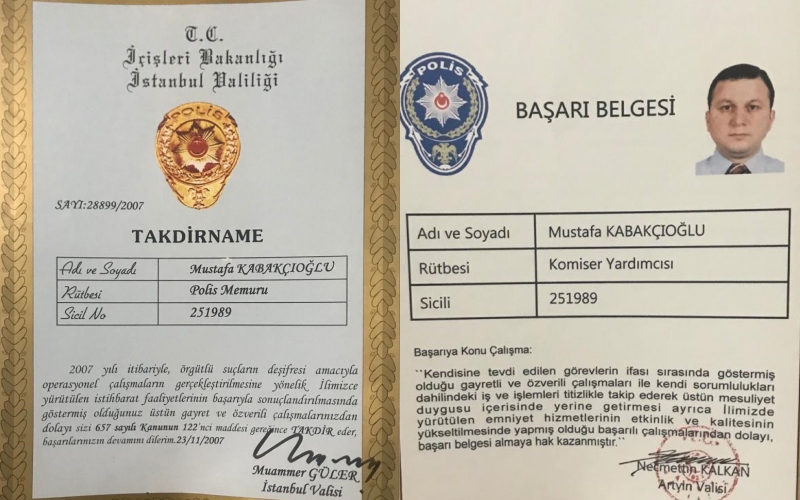 T.C.
İçişleri Bakanlığı
İstanbul Valiliği
POLİS
SAYI:28899/2007
TAKDİRNAME
Adı ve Soyadı Mustafa KABAKÇIOĞLU
Rütbesi Polis Memuru
Sicil No 251989
2007 yılı itibariyle, örgütlü suçların deşifresi amacıyla
operasyonel çalışmaların gerçekleştirilmesine yönelik İlimizce
yürütülen istihbarat faaliyetlerinin başarıyla sonuçlandırılmasında
göstermiş olduğunuz üstün gayret ve özverili çalışmalarınızdan
dolayı sizi 657 sayılı Kanunun 122'nci maddesi gereğince TAKDİR eder,
başarılarınızın devamını dilerim.23/11/2007
Muammer GÜLER
İstanbul Valisi
POLİS
BAŞARI BELGESİ
Adı ve Soyadı Mustafa KABAKÇIOĞLU
Rütbesi Komiser Yardımcısı
Sicili 251989
Başarıya Konu Çalışma:
``Kendisine tevdi edilen görevlerin ifası sırasında göstermiş
olduğu gayretli ve özverili çalışmaları ile kendi sorumlulukları
dahilindeki iş ve işlemleri titizlikle takip ederek üstün mesuliyet
duygusu içerisinde yerine getirmesi ayrıca İlimizde
yürütülen emniyet hizmetlerinin etkinlik ve kalitesinin
yükseltilmesinde yapmış olduğu başarılı çalışmalarından dolayı,
başarı belgesi almaya hak kazanmıştır.``
Necmettin KALKAN
Artvin Valisi